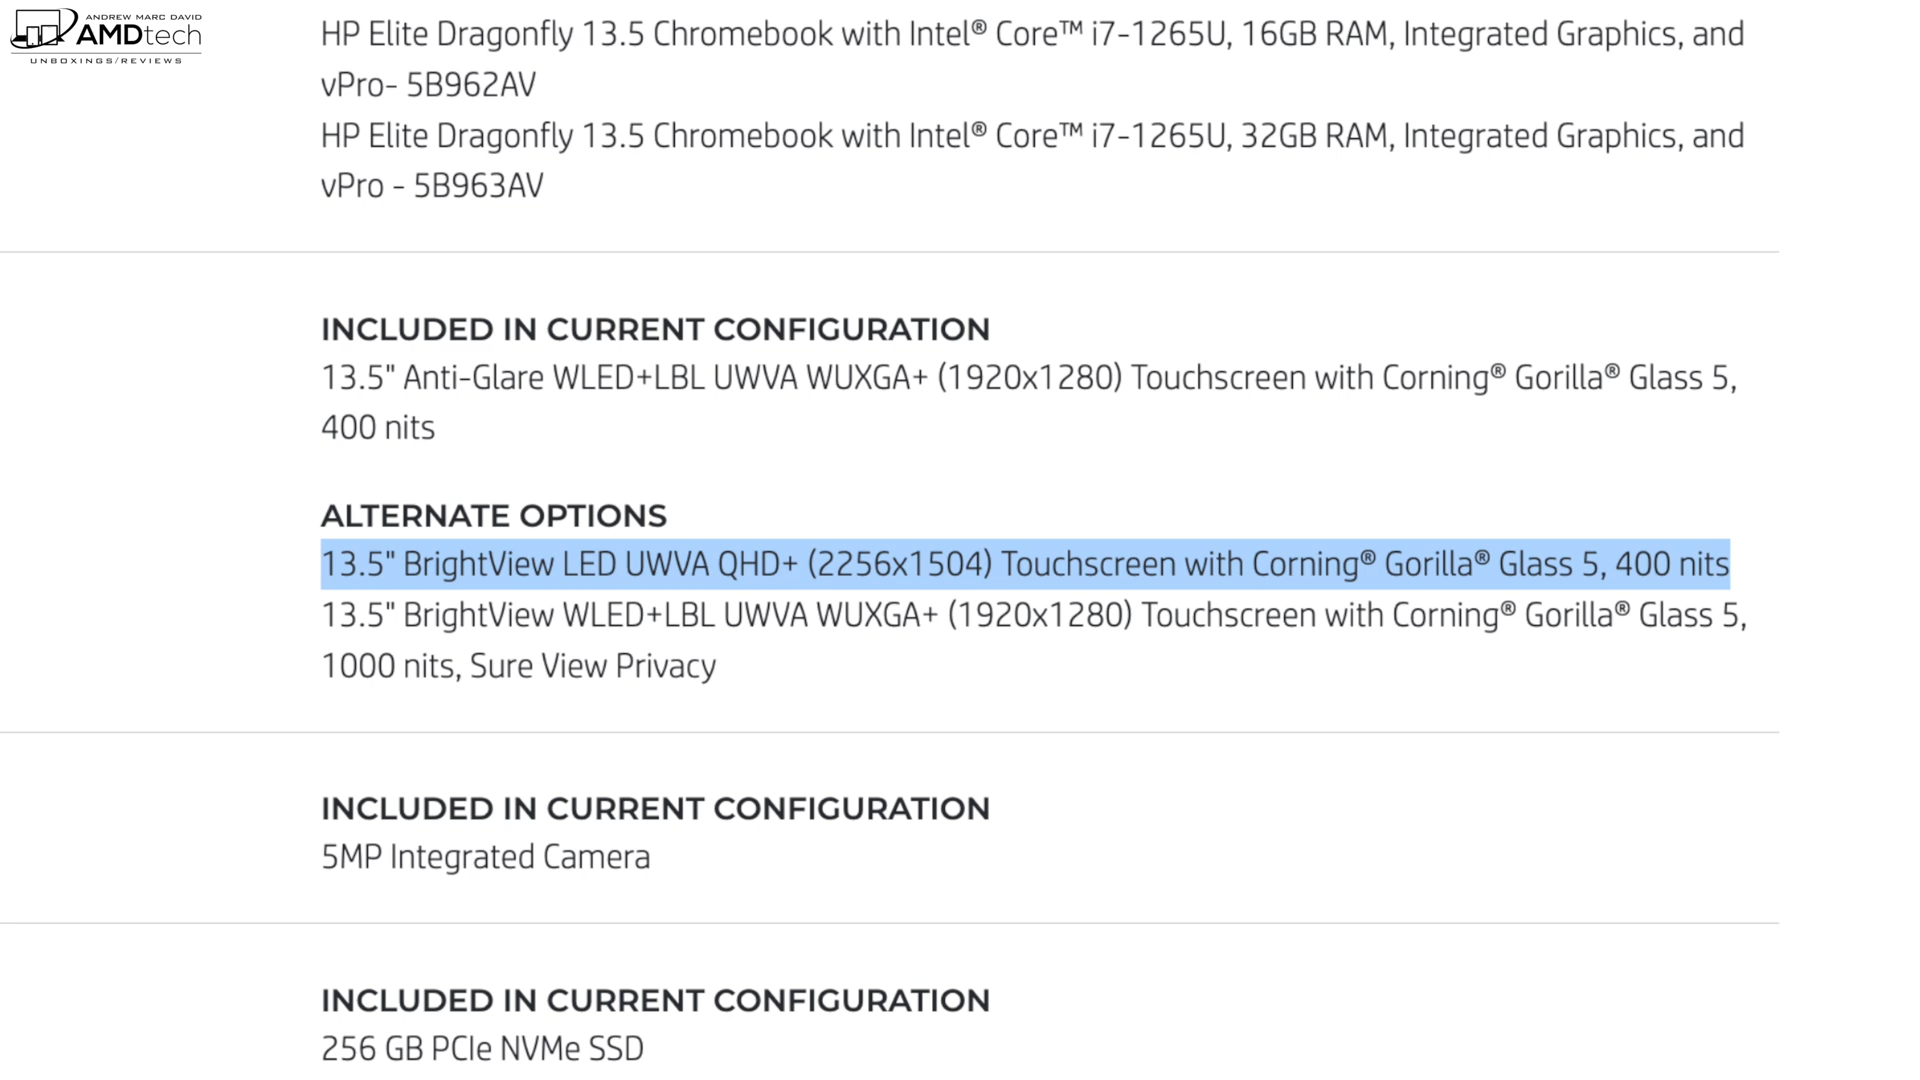 ANDREW MARC DAVID
AMDtech
UNBOXINGS/REVIEWS
HP Elite Dragonfly 13.5 Chromebook with Intel® Core™ i7-1265U, 16GB RAM, Integrated Graphics, and
vPro- 5B962AV
HP Elite Dragonfly 13.5 Chromebook with Intel® Core™ i7-1265U, 32GB RAM, Integrated Graphics, and
vPro - 5B963AV
INCLUDED IN CURRENT CONFIGURATION
13.5" Anti-Glare WLED+LBL UWVA WUXGA+ (1920x1280) Touchscreen with Corning® Gorilla® Glass 5,
400 nits
ALTERNATE OPTIONS
13.5" BrightView LED UWVA QHD+ (2256x1504) Touchscreen with Corning® Gorilla® Glass 5, 400 nits
13.5" BrightView WLED+LBL UWVA WUXGA+ (1920x1280) Touchscreen with Corning® Gorilla® Glass 5,
1000 nits, Sure View Privacy
INCLUDED IN CURRENT CONFIGURATION
5MP Integrated Camera
INCLUDED IN CURRENT CONFIGURATION
256 GB PCIe NVMe SSD